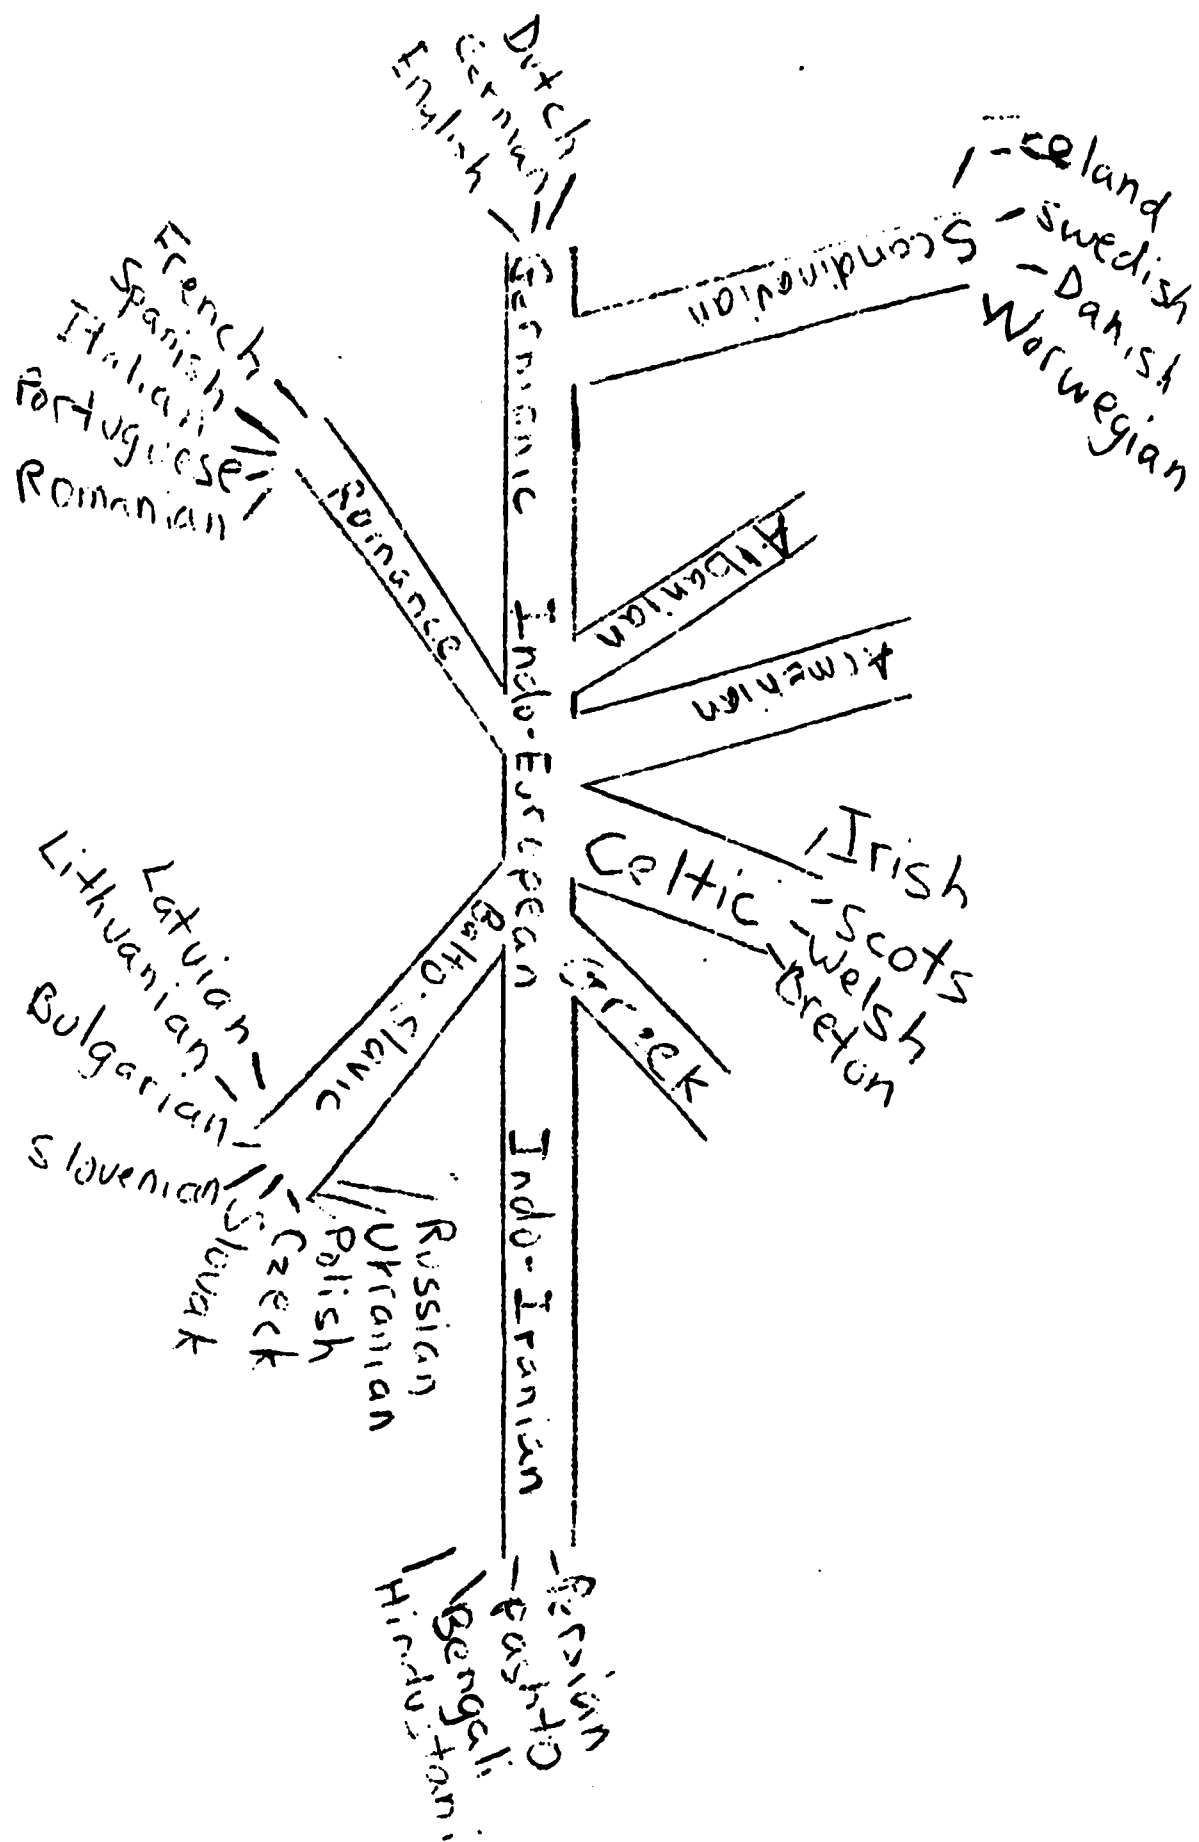 Dutch
German
English
Germanic
Scandinavian
Iceland
Swedish
Danish
Norwegian
French
Spanish
Italian
Portuguese
Romanian
Romance
Indo-European
Albanian
Armenian
Celtic
Irish
Scots
Welsh
Breton
Greek
Balto-Slavic
Latvian
Lithuanian
Bulgarian
Slovenian
Slovak
Czeck
Polish
Ukranian
Russian
Indo-Iranian
Persian
Pashto
Bengali
Hindustani